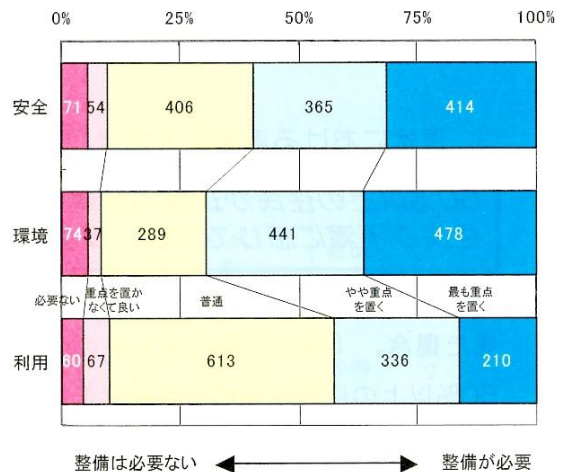 0% 25% 50% 75% 100%
安全 71 54 406 365 414
環境 74 37 289 441 478
必要ない 重点を置か 普通 やや重点 最も重点
なくて良い を置く を置く
利用 60 67 613 336 210
整備は必要ない 整備が必要